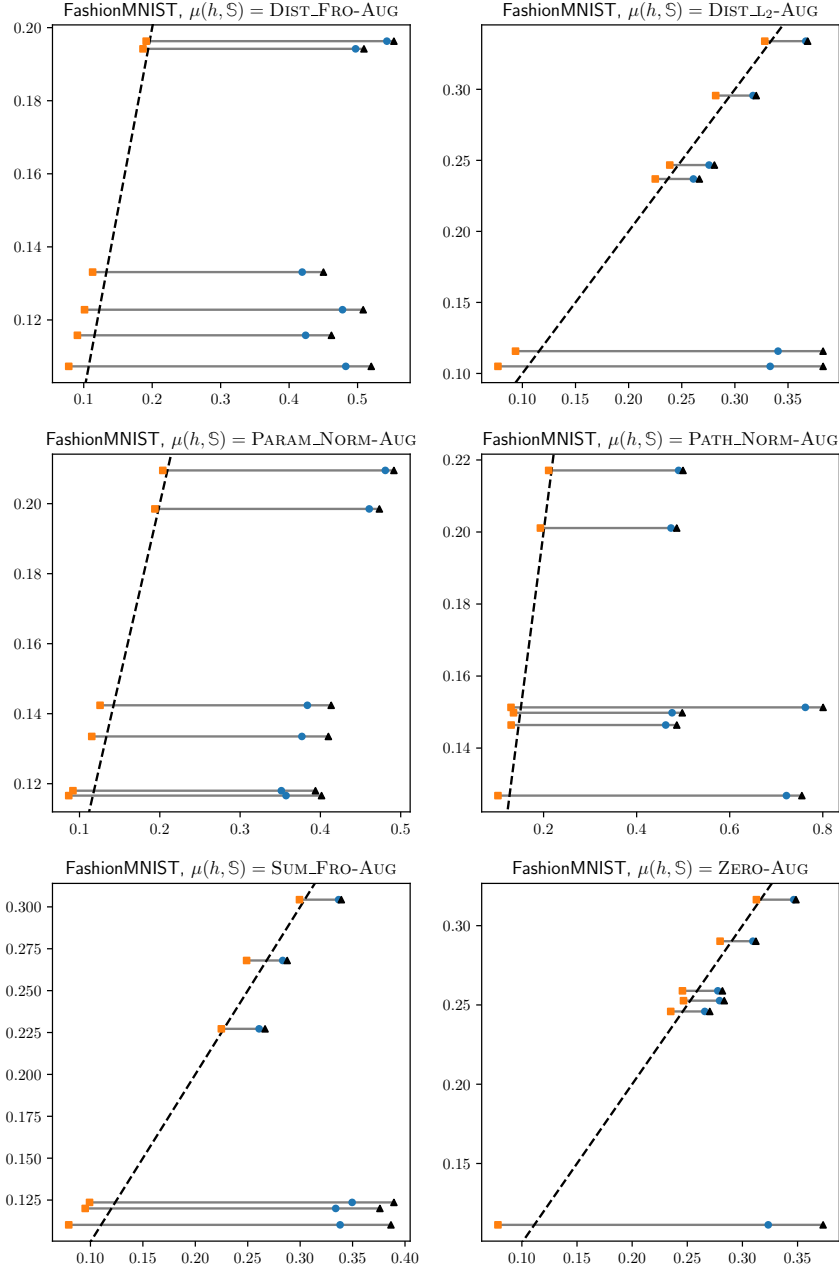 FashionMNIST, μ(h, 𝕊) = DIST_FRO-AUG
0.20
0.18
0.16
0.14
0.12
0.1 0.2 0.3 0.4 0.5
FashionMNIST, μ(h, 𝕊) = DIST_L₂-AUG
0.30
0.25
0.20
0.15
0.10
0.10 0.15 0.20 0.25 0.30 0.35
FashionMNIST, μ(h, 𝕊) = PARAM_NORM-AUG
0.20
0.18
0.16
0.14
0.12
0.1 0.2 0.3 0.4 0.5
FashionMNIST, μ(h, 𝕊) = PATH_NORM-AUG
0.22
0.20
0.18
0.16
0.14
0.2 0.4 0.6 0.8
FashionMNIST, μ(h, 𝕊) = SUM_FRO-AUG
0.300
0.275
0.250
0.225
0.200
0.175
0.150
0.125
0.10 0.15 0.20 0.25 0.30 0.35 0.40
FashionMNIST, μ(h, 𝕊) = ZERO-AUG
0.30
0.25
0.20
0.15
0.10 0.15 0.20 0.25 0.30 0.35